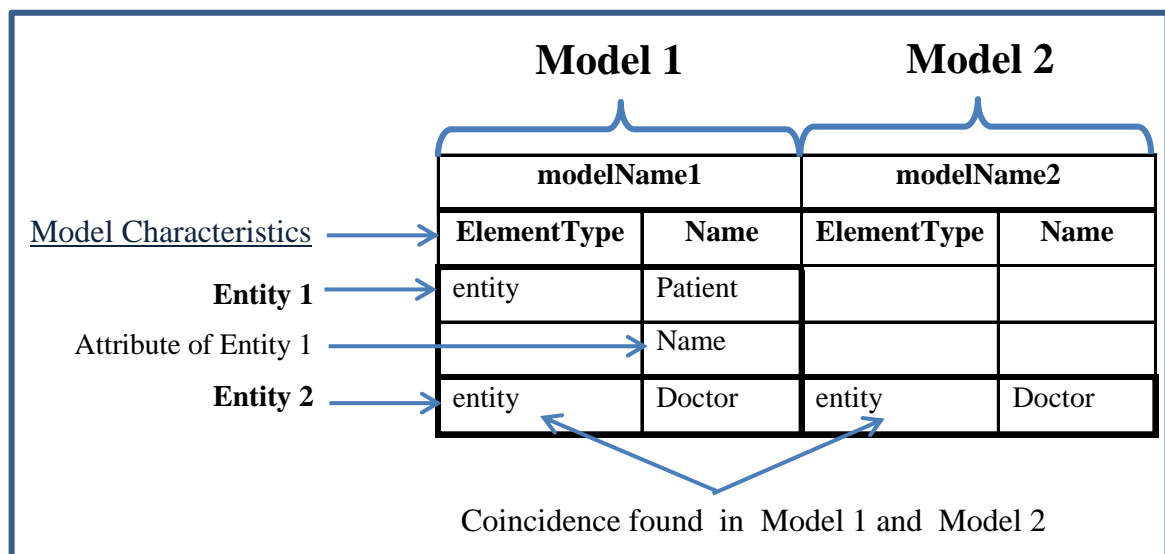 Model 1 Model 2
modelName1 modelName2
Model Characteristics ElementType Name ElementType Name
Entity 1 entity Patient
Attribute of Entity 1 Name
Entity 2 entity Doctor entity Doctor
Coincidence found in Model 1 and Model 2